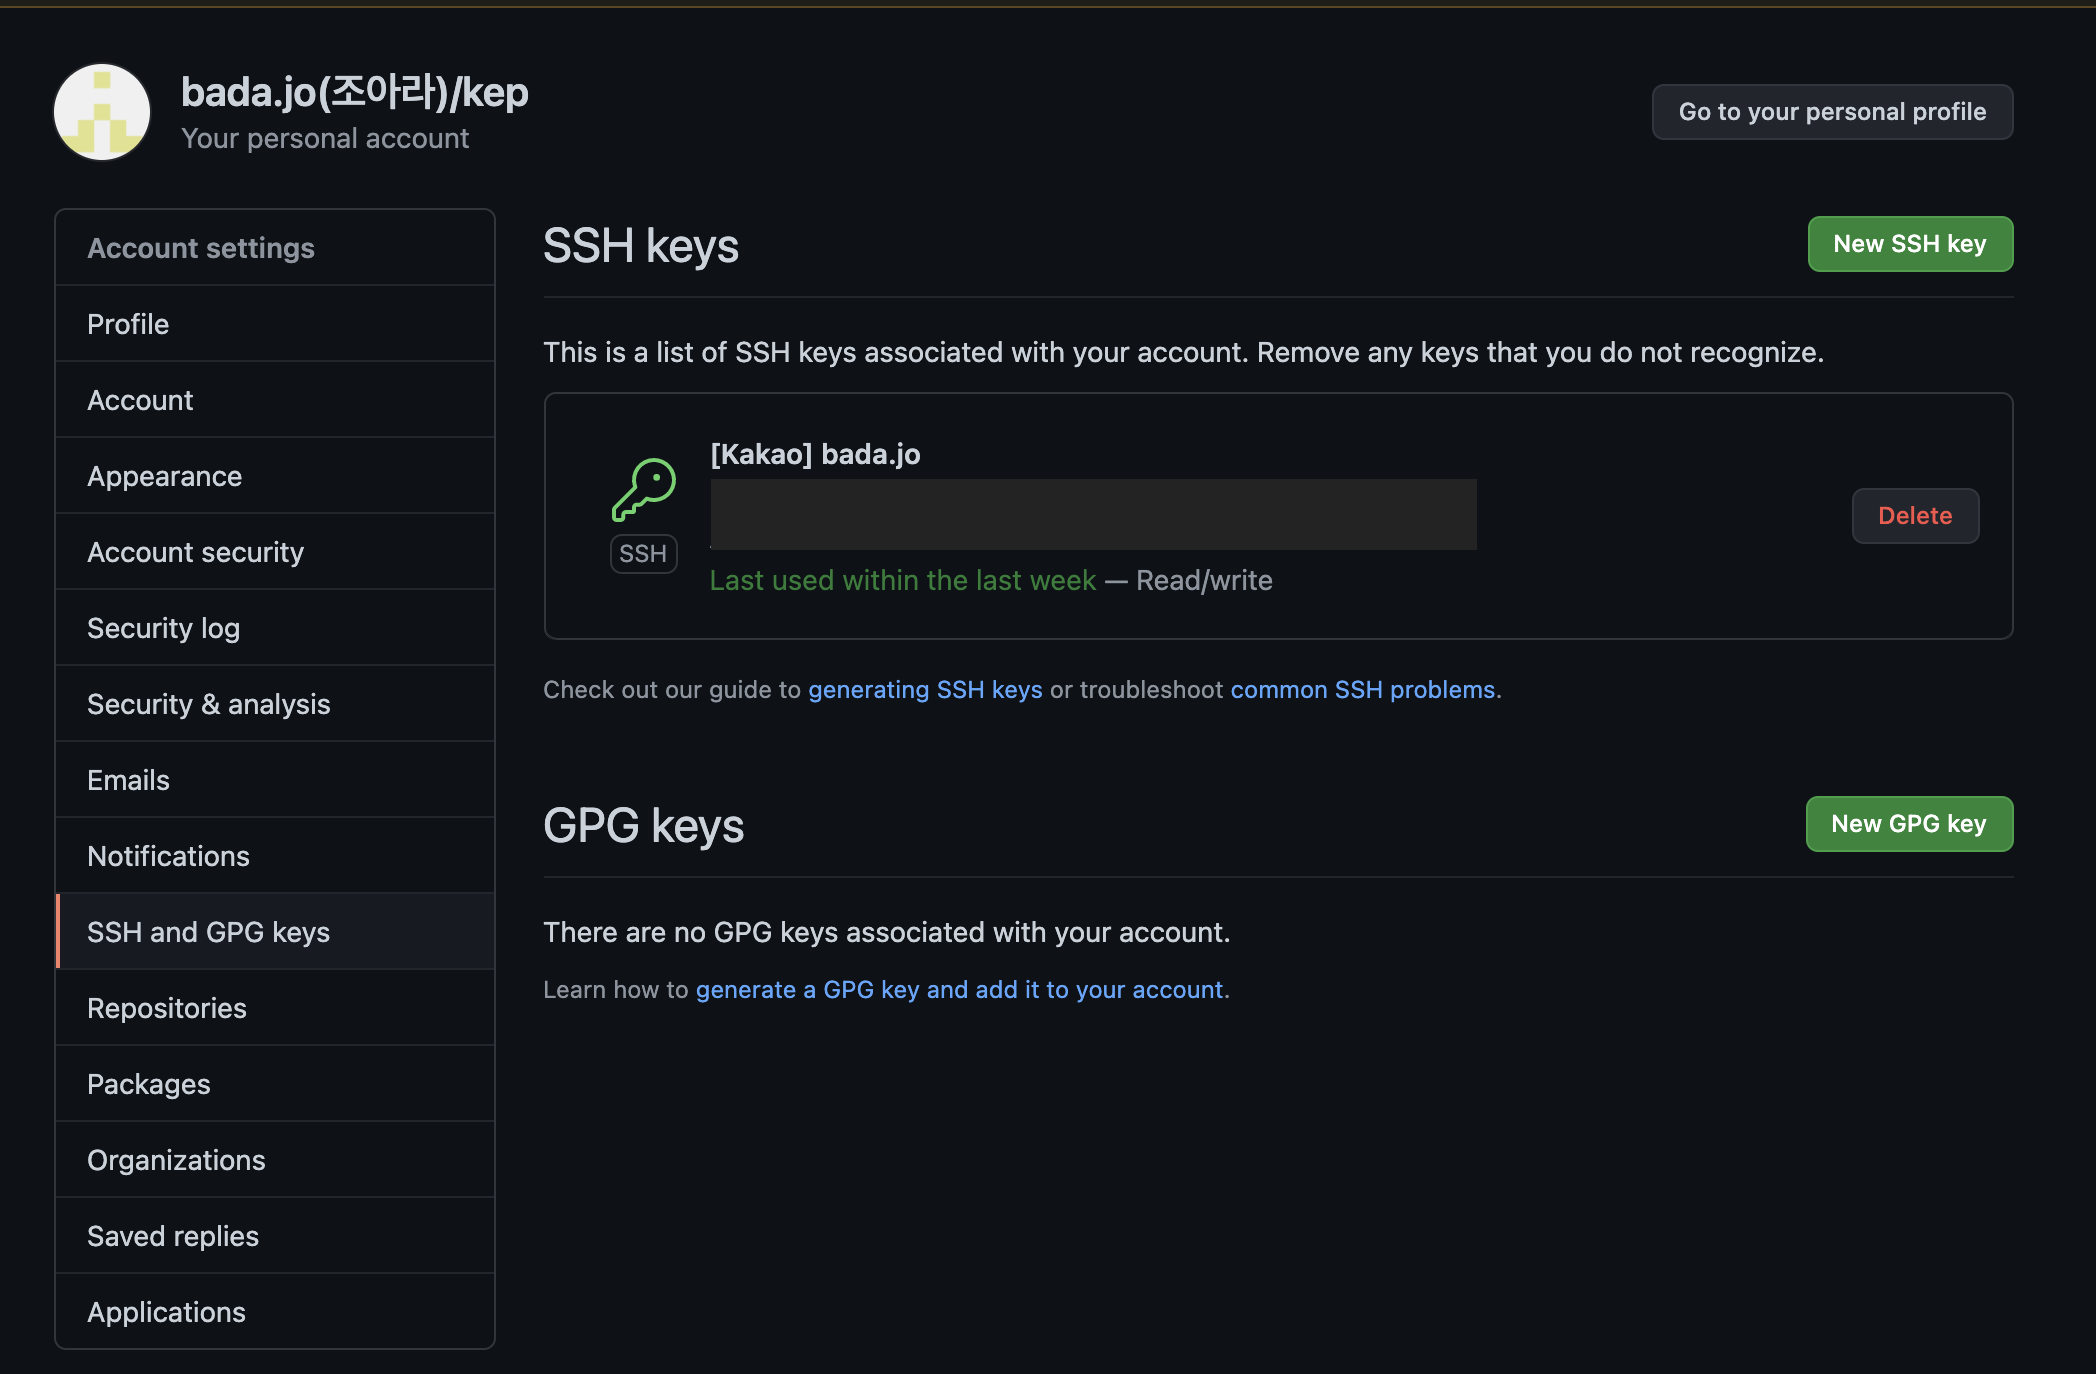 bada.jo(조아라)/kep
Your personal account
Go to your personal profile
Account settings
Profile
Account
Appearance
Account security
Security log
Security & analysis
Emails
Notifications
SSH and GPG keys
Repositories
Packages
Organizations
Saved replies
Applications
SSH keys
New SSH key
This is a list of SSH keys associated with your account. Remove any keys that you do not recognize.
[Kakao] bada.jo
SSH
Last used within the last week — Read/write
Delete
Check out our guide to generating SSH keys or troubleshoot common SSH problems.
GPG keys
New GPG key
There are no GPG keys associated with your account.
Learn how to generate a GPG key and add it to your account.